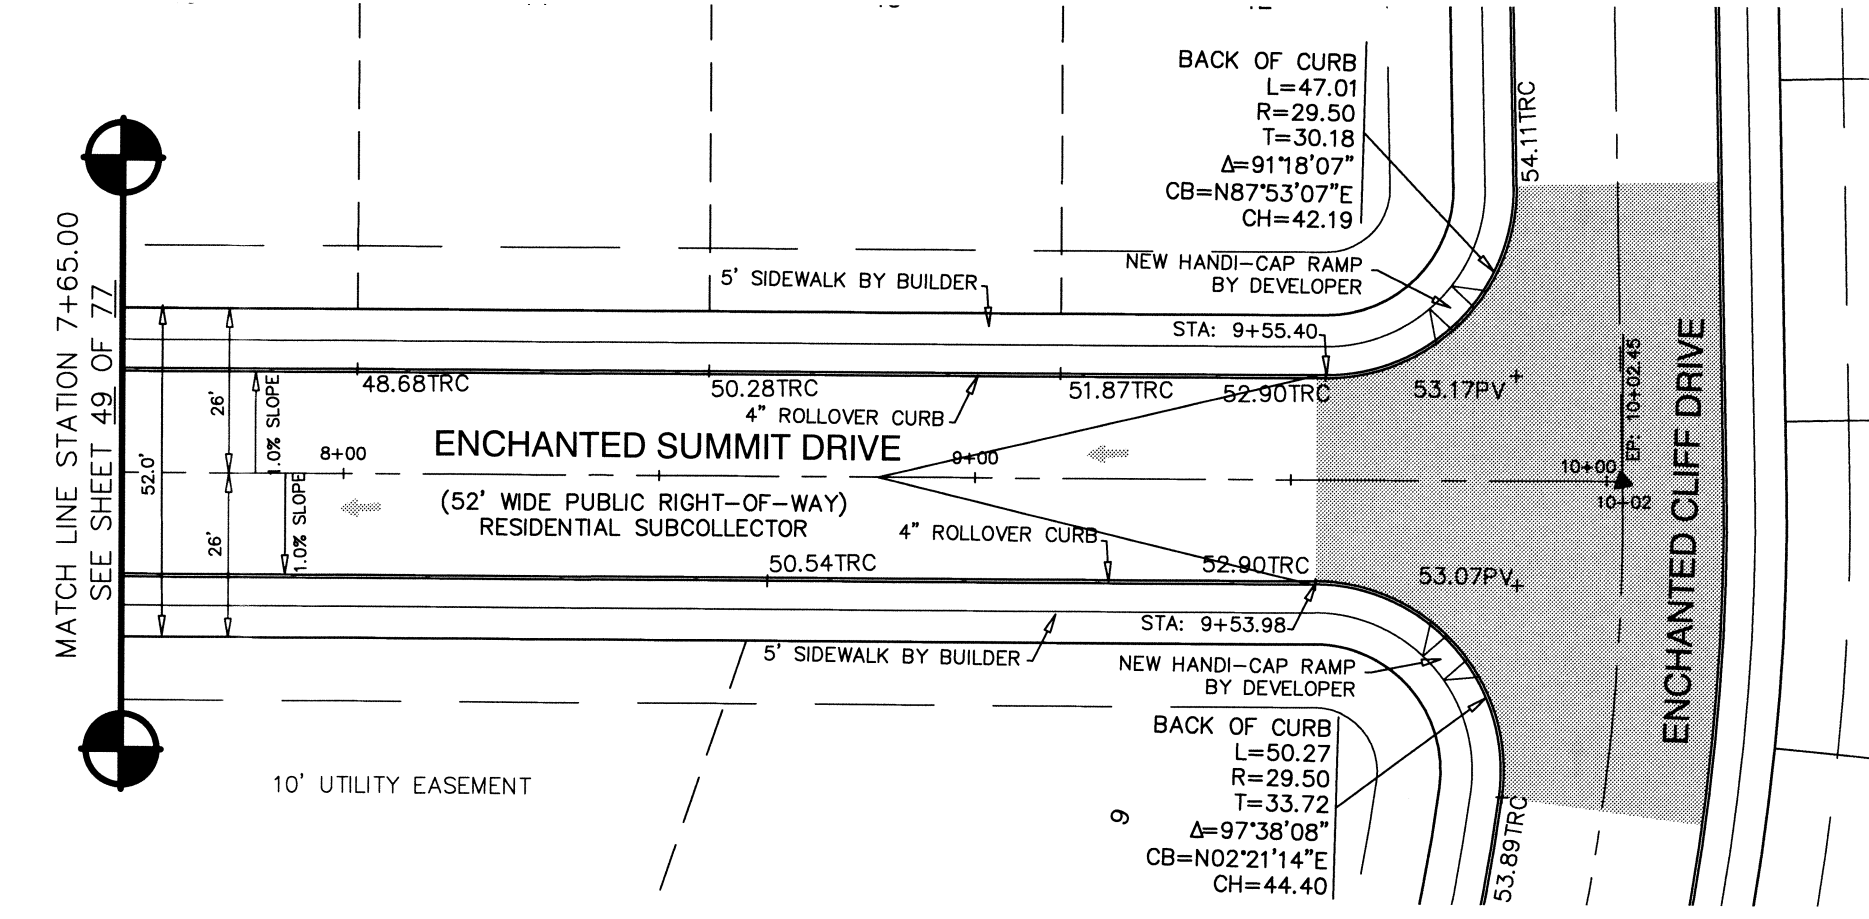 BACK OF CURB
L=47.01
R=29.50
T=30.18
Δ=91°18'07"
CB=N87°53'07"E
CH=42.19
54.11TRC
NEW HANDI-CAP RAMP
BY DEVELOPER
5' SIDEWALK BY BUILDER
STA: 9+55.40
MATCH LINE STATION 7+65.00
SEE SHEET 49 OF 77
48.68TRC
50.28TRC
51.87TRC
52.90TRC
53.17PV
4" ROLLOVER CURB
26'
1.0% SLOPE
52.0'
8+00
ENCHANTED SUMMIT DRIVE
9+00
10+00
EP: 10+02.45
10+02
ENCHANTED CLIFF DRIVE
(52' WIDE PUBLIC RIGHT-OF-WAY)
RESIDENTIAL SUBCOLLECTOR
26'
1.0% SLOPE
4" ROLLOVER CURB
50.54TRC
52.90TRC
53.07PV
STA: 9+53.98
5' SIDEWALK BY BUILDER
NEW HANDI-CAP RAMP
BY DEVELOPER
BACK OF CURB
L=50.27
R=29.50
T=33.72
Δ=97°38'08"
CB=N02°21'14"E
CH=44.40
53.89TRC
10' UTILITY EASEMENT
9